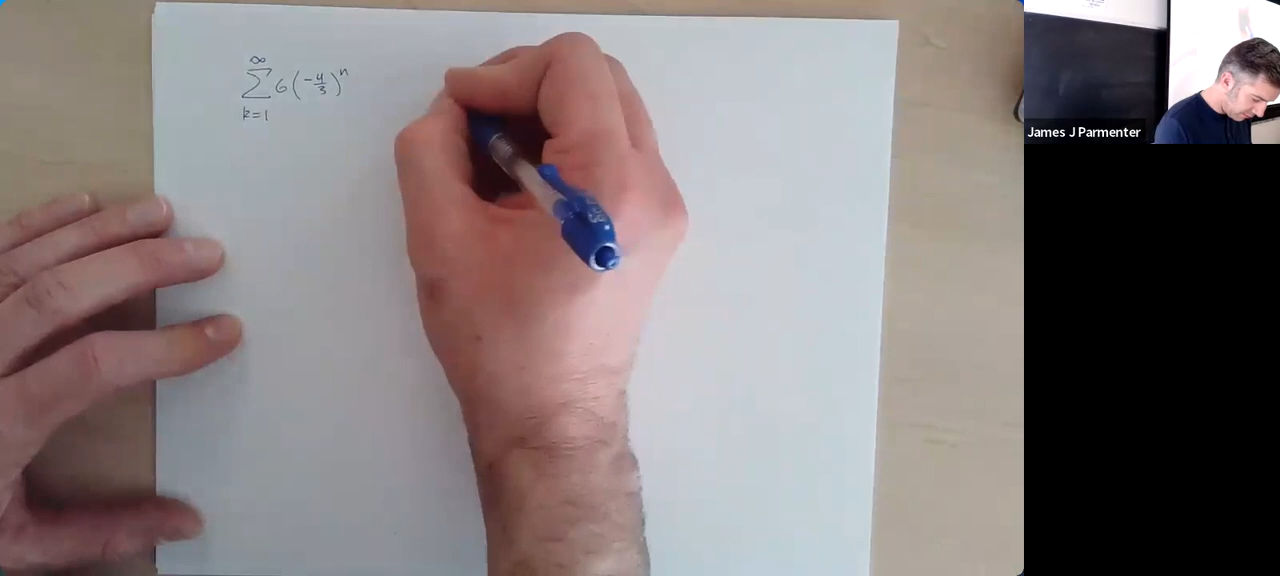 ∞
∑ 6(-4/3)^n
k=1
James J Parmenter